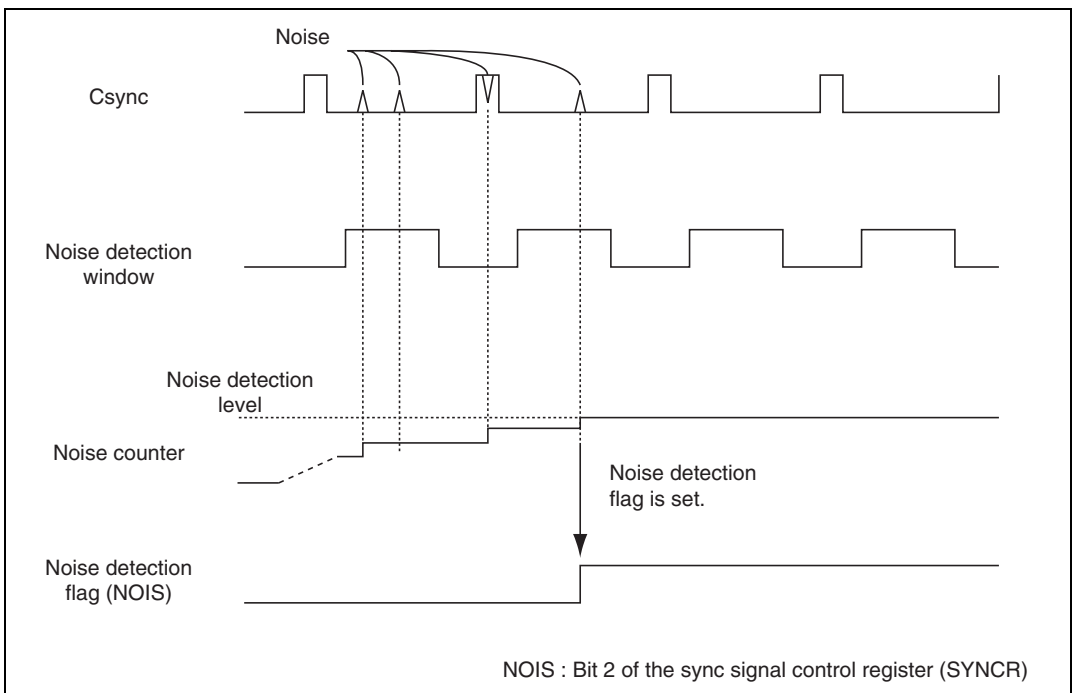 Noise
Csync
Noise detection
window
Noise detection
level
Noise counter
Noise detection
flag is set.
Noise detection
flag (NOIS)
NOIS : Bit 2 of the sync signal control register (SYNCR)